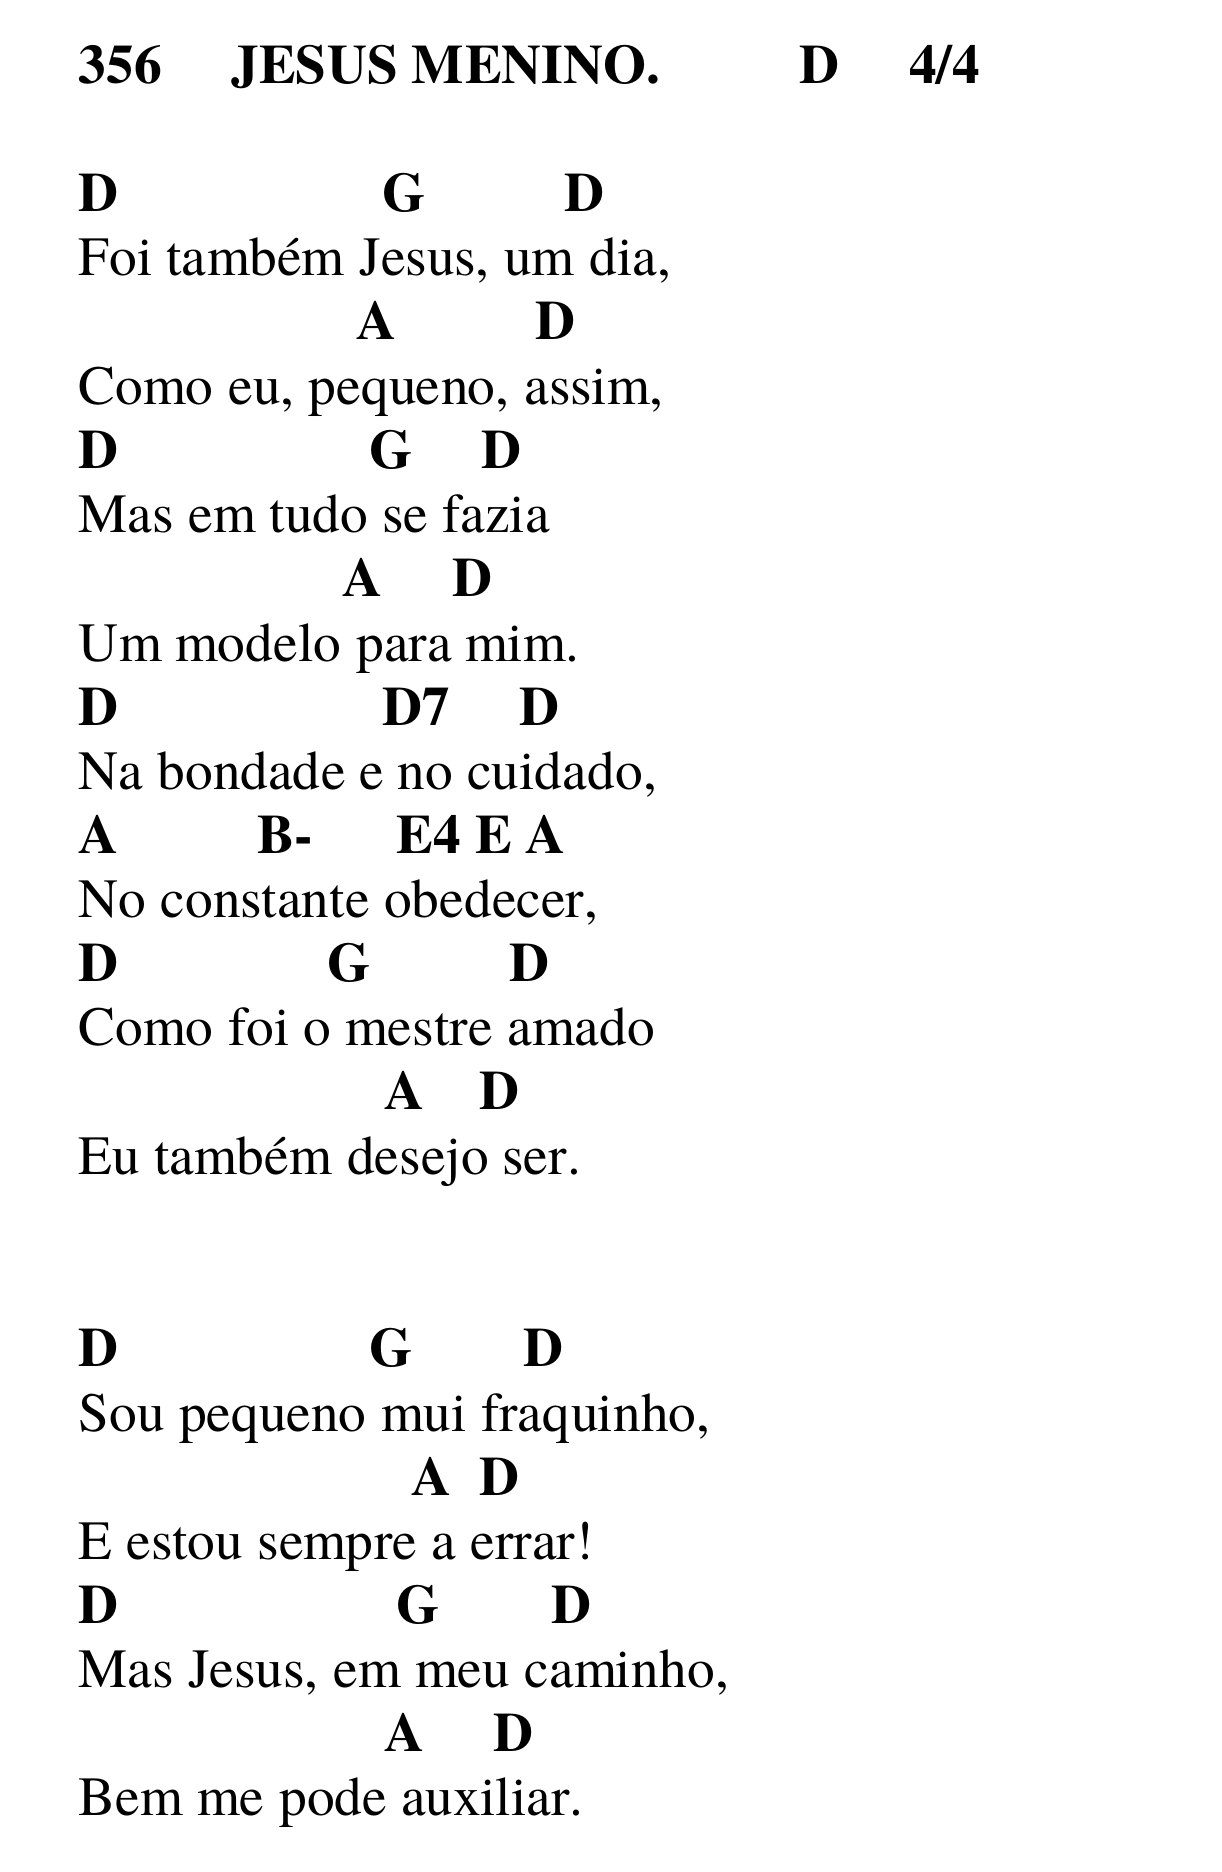 356 JESUS MENINO. D 4/4
D G D
Foi também Jesus, um dia,
A D
Como eu, pequeno, assim,
D G D
Mas em tudo se fazia
A D
Um modelo para mim.
D D7 D
Na bondade e no cuidado,
A B- E4 E A
No constante obedecer,
D G D
Como foi o mestre amado
A D
Eu também desejo ser.
D G D
Sou pequeno mui fraquinho,
A D
E estou sempre a errar!
D G D
Mas Jesus, em meu caminho,
A D
Bem me pode auxiliar.